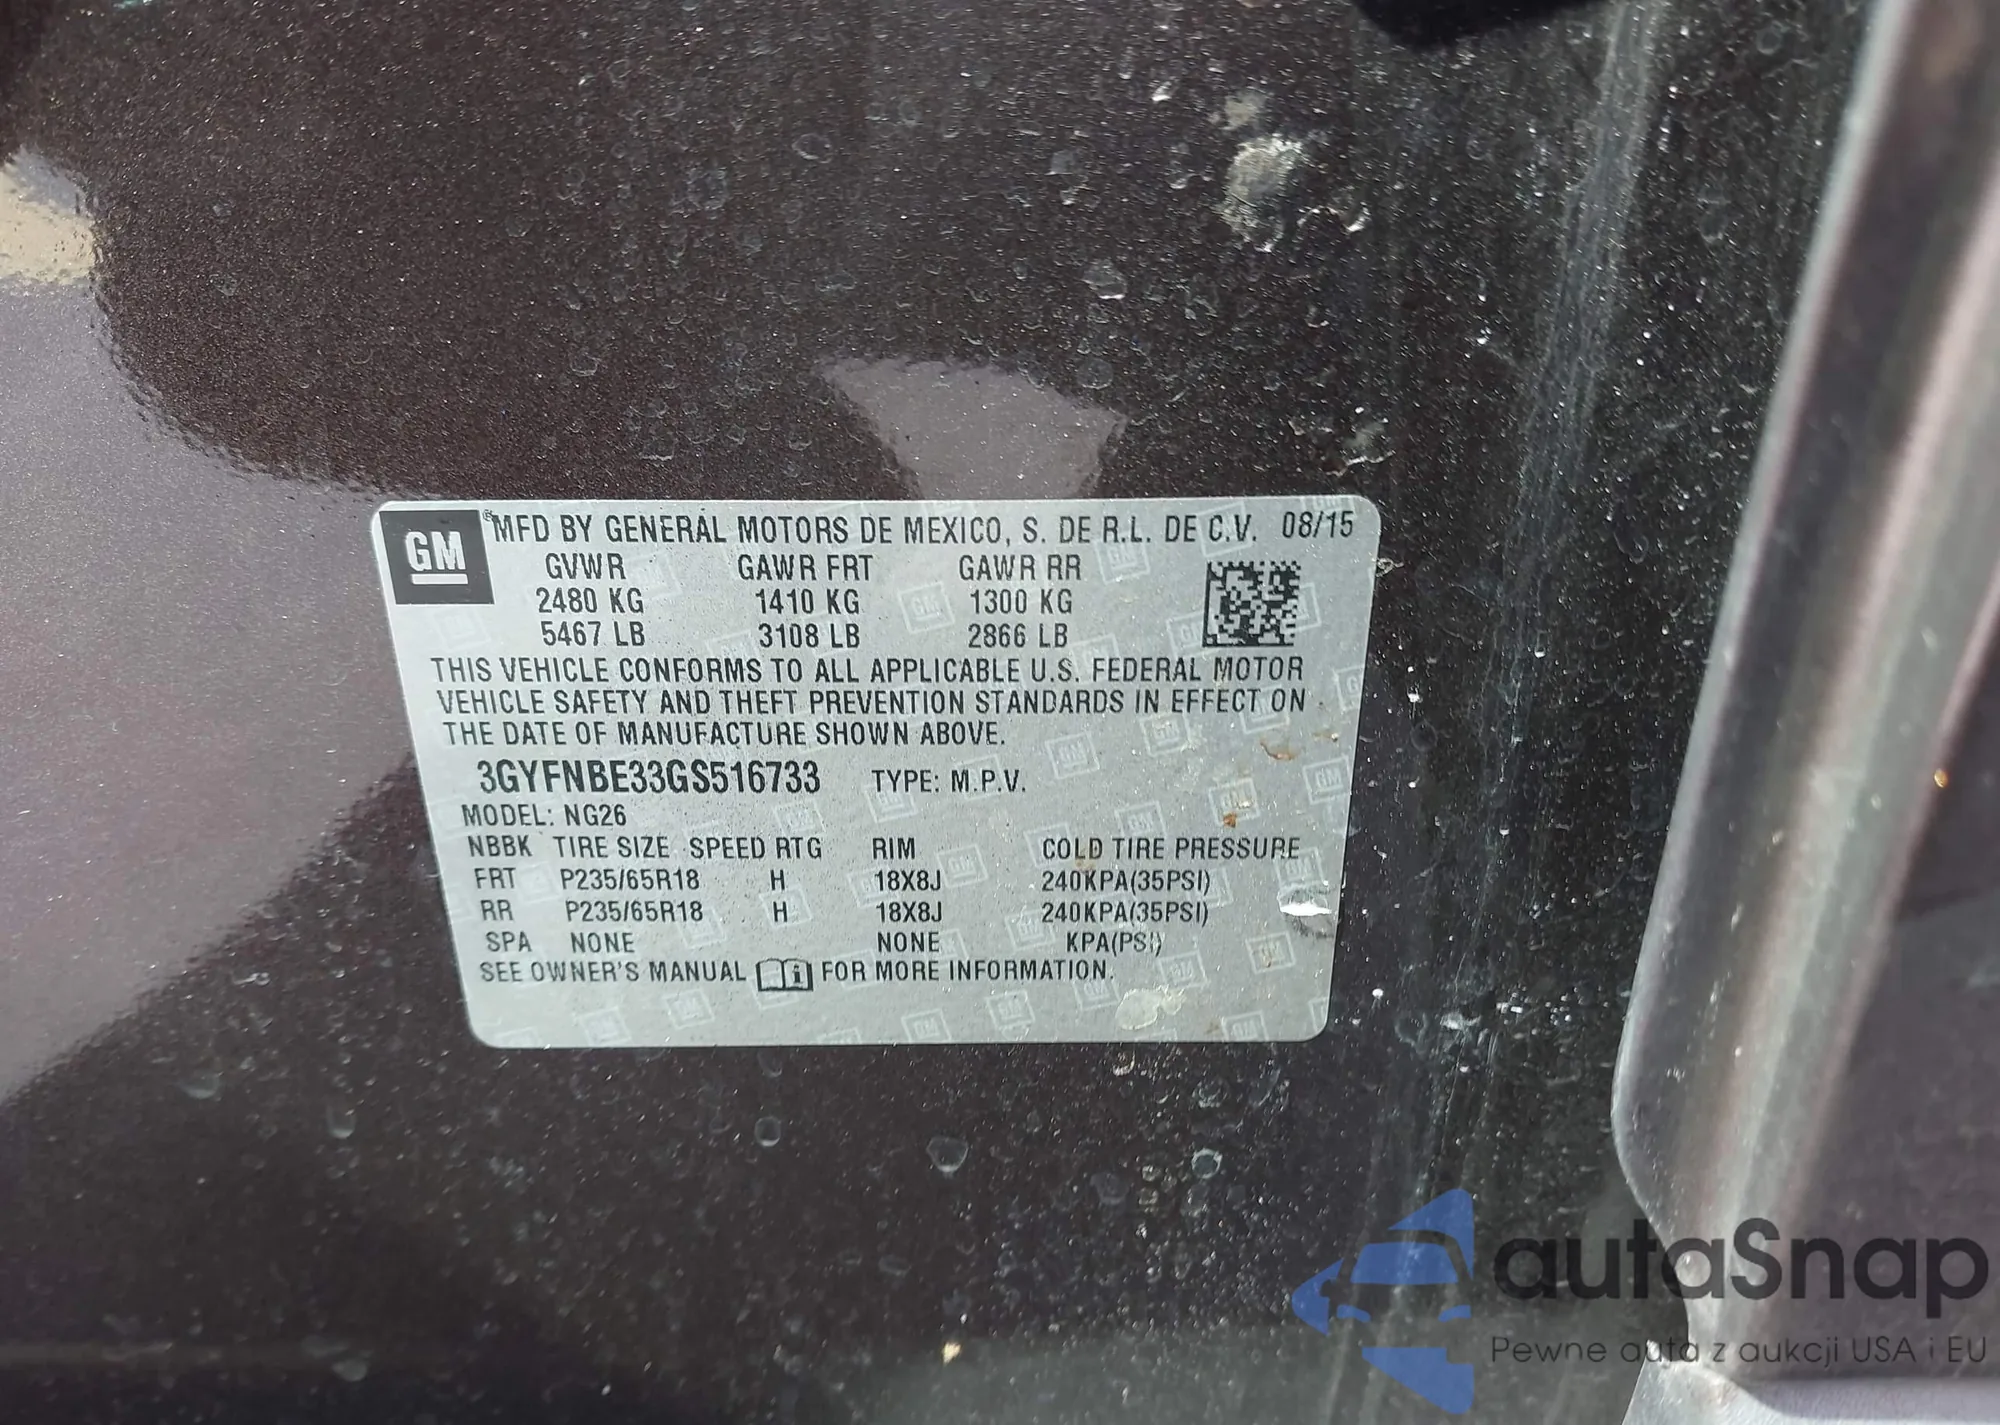 GM ®MFD BY GENERAL MOTORS DE MEXICO, S. DE R.L. DE C.V. 08/15
GVWR GAWR FRT GAWR RR
2480 KG 1410 KG 1300 KG
5467 LB 3108 LB 2866 LB
THIS VEHICLE CONFORMS TO ALL APPLICABLE U.S. FEDERAL MOTOR
VEHICLE SAFETY AND THEFT PREVENTION STANDARDS IN EFFECT ON
THE DATE OF MANUFACTURE SHOWN ABOVE.
3GYFNBE33GS516733 TYPE: M.P.V.
MODEL: NG26
NBBK TIRE SIZE SPEED RTG RIM COLD TIRE PRESSURE
FRT P235/65R18 H 18X8J 240KPA(35PSI)
RR P235/65R18 H 18X8J 240KPA(35PSI)
SPA NONE NONE KPA(PSI)
SEE OWNER'S MANUAL i FOR MORE INFORMATION.
autaSnap
Pewne auta z aukcji USA i EU